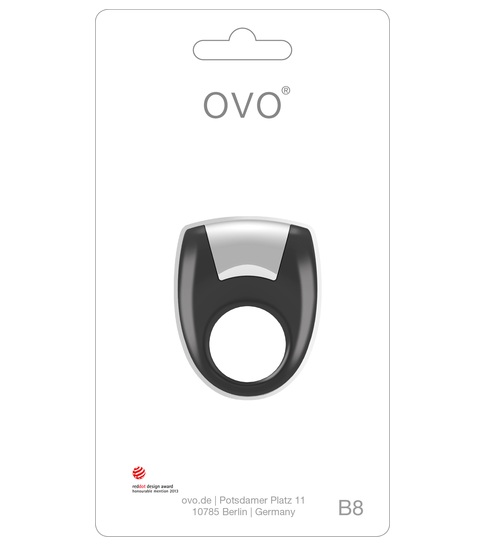 OVO®
reddot design award
honourable mention 2013
ovo.de | Potsdamer Platz 11
10785 Berlin | Germany
B8